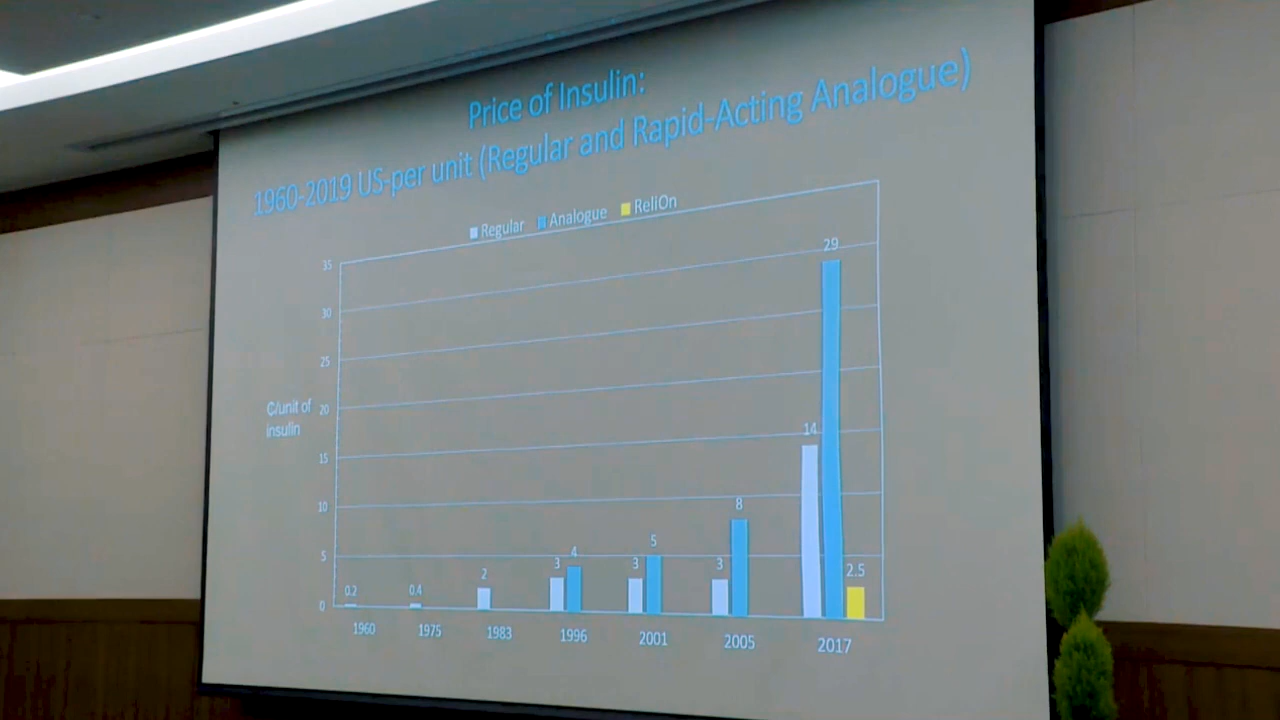 Price of Insulin:
1960-2019 US-per unit (Regular and Rapid-Acting Analogue)
Regular Analogue ReliOn
35
30
25
20
15
10
5
0
₵/unit of
insulin
0.2
0.4
2
3 4
3 5
3 8
14 29 2.5
1960 1975 1983 1996 2001 2005 2017